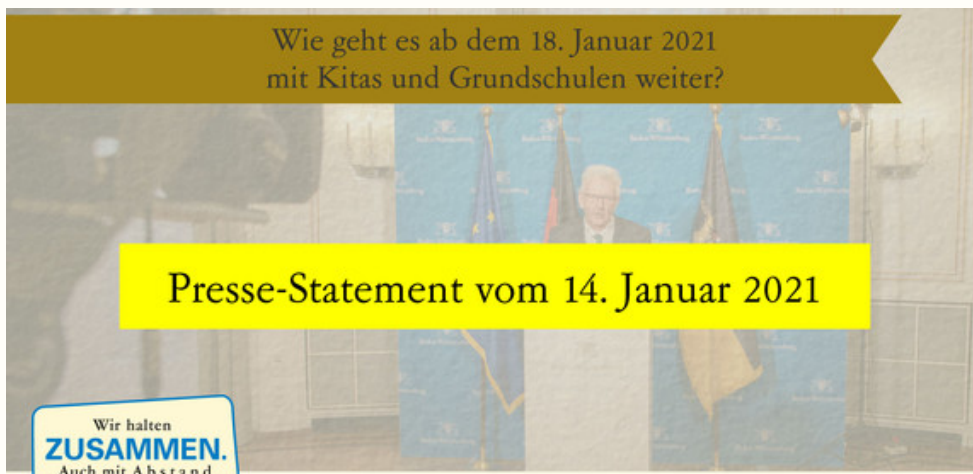 Wie geht es ab dem 18. Januar 2021
mit Kitas und Grundschulen weiter?
Presse-Statement vom 14. Januar 2021
Wir halten
ZUSAMMEN.
Auch mit Abstand.